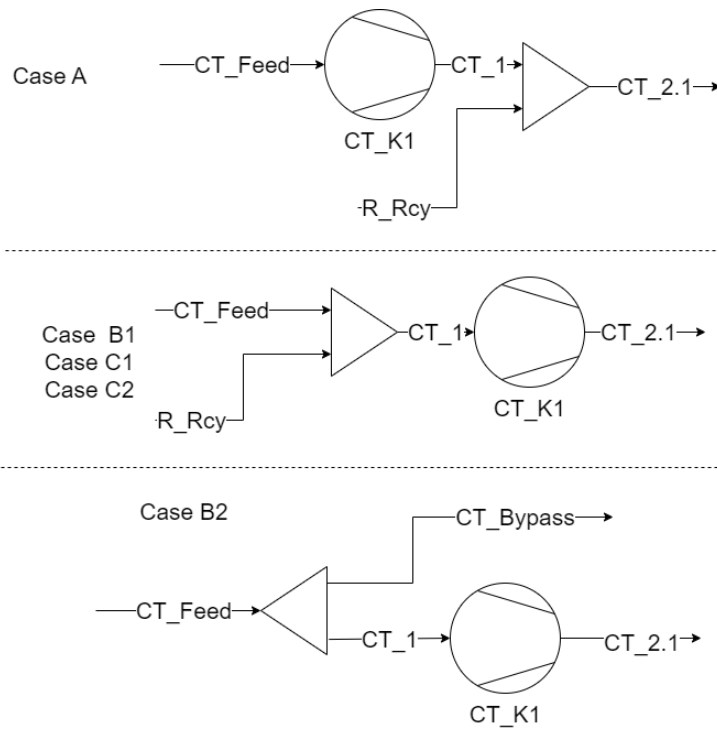 Case A
CT_Feed
CT_1
CT_2.1
CT_K1
R_Rcy
Case B1
Case C1
Case C2
CT_Feed
CT_1
CT_2.1
CT_K1
R_Rcy
Case B2
CT_Bypass
CT_Feed
CT_1
CT_2.1
CT_K1